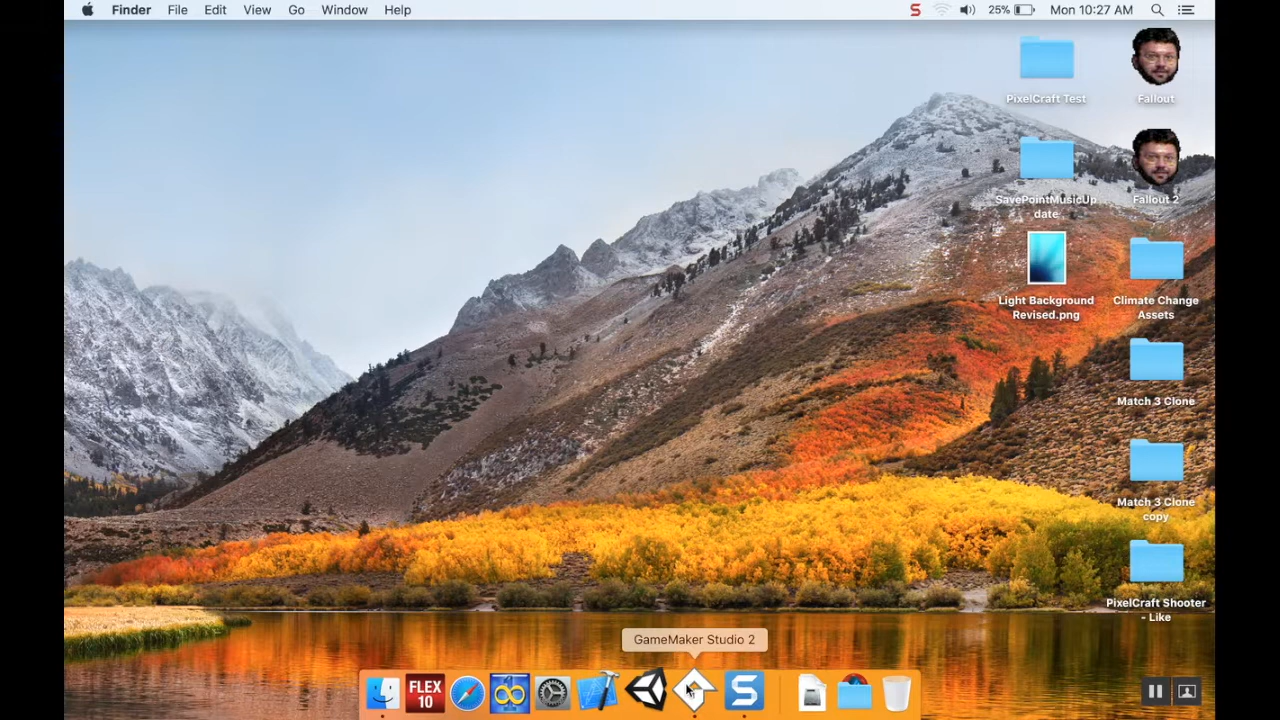 Finder File Edit View Go Window Help
S 25% Mon 10:27 AM
PixelCraft Test
Fallout
SavePointMusicUp
date
Fallout 2
Light Background
Revised.png
Climate Change
Assets
Match 3 Clone
Match 3 Clone
copy
PixelCraft Shooter
- Like
GameMaker Studio 2
FLEX
10
S